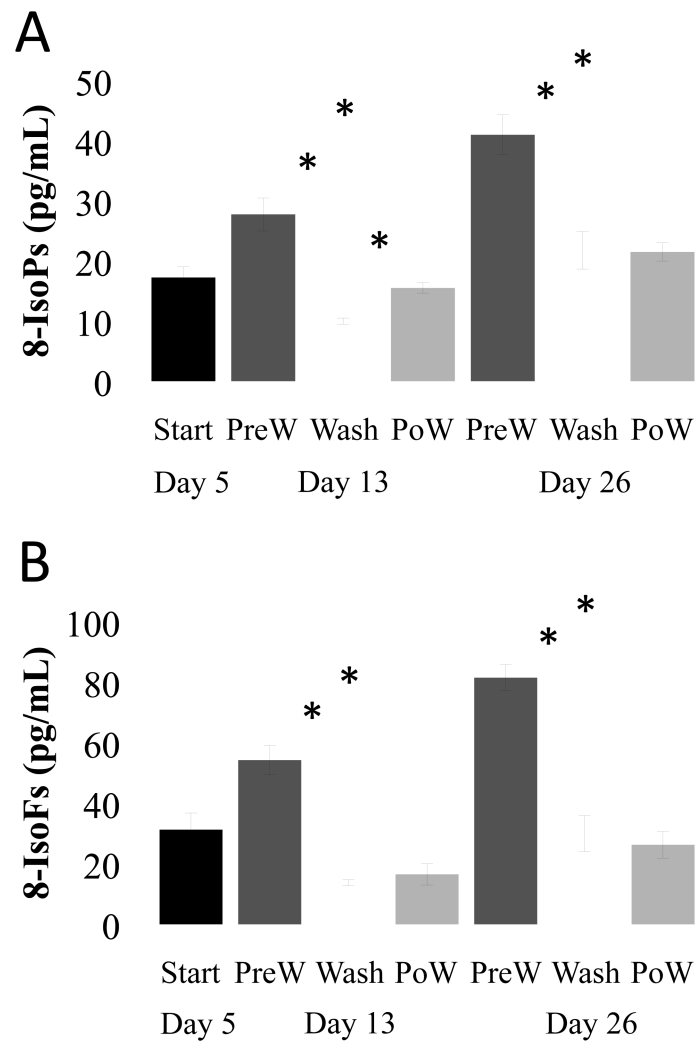 A
8-IsoPs (pg/mL)
50
40
30
20
10
0
* * * * *
Start PreW Wash PoW PreW Wash PoW
Day 5 Day 13 Day 26
B
8-IsoFs (pg/mL)
100
80
60
40
20
0
* * * *
Start PreW Wash PoW PreW Wash PoW
Day 5 Day 13 Day 26